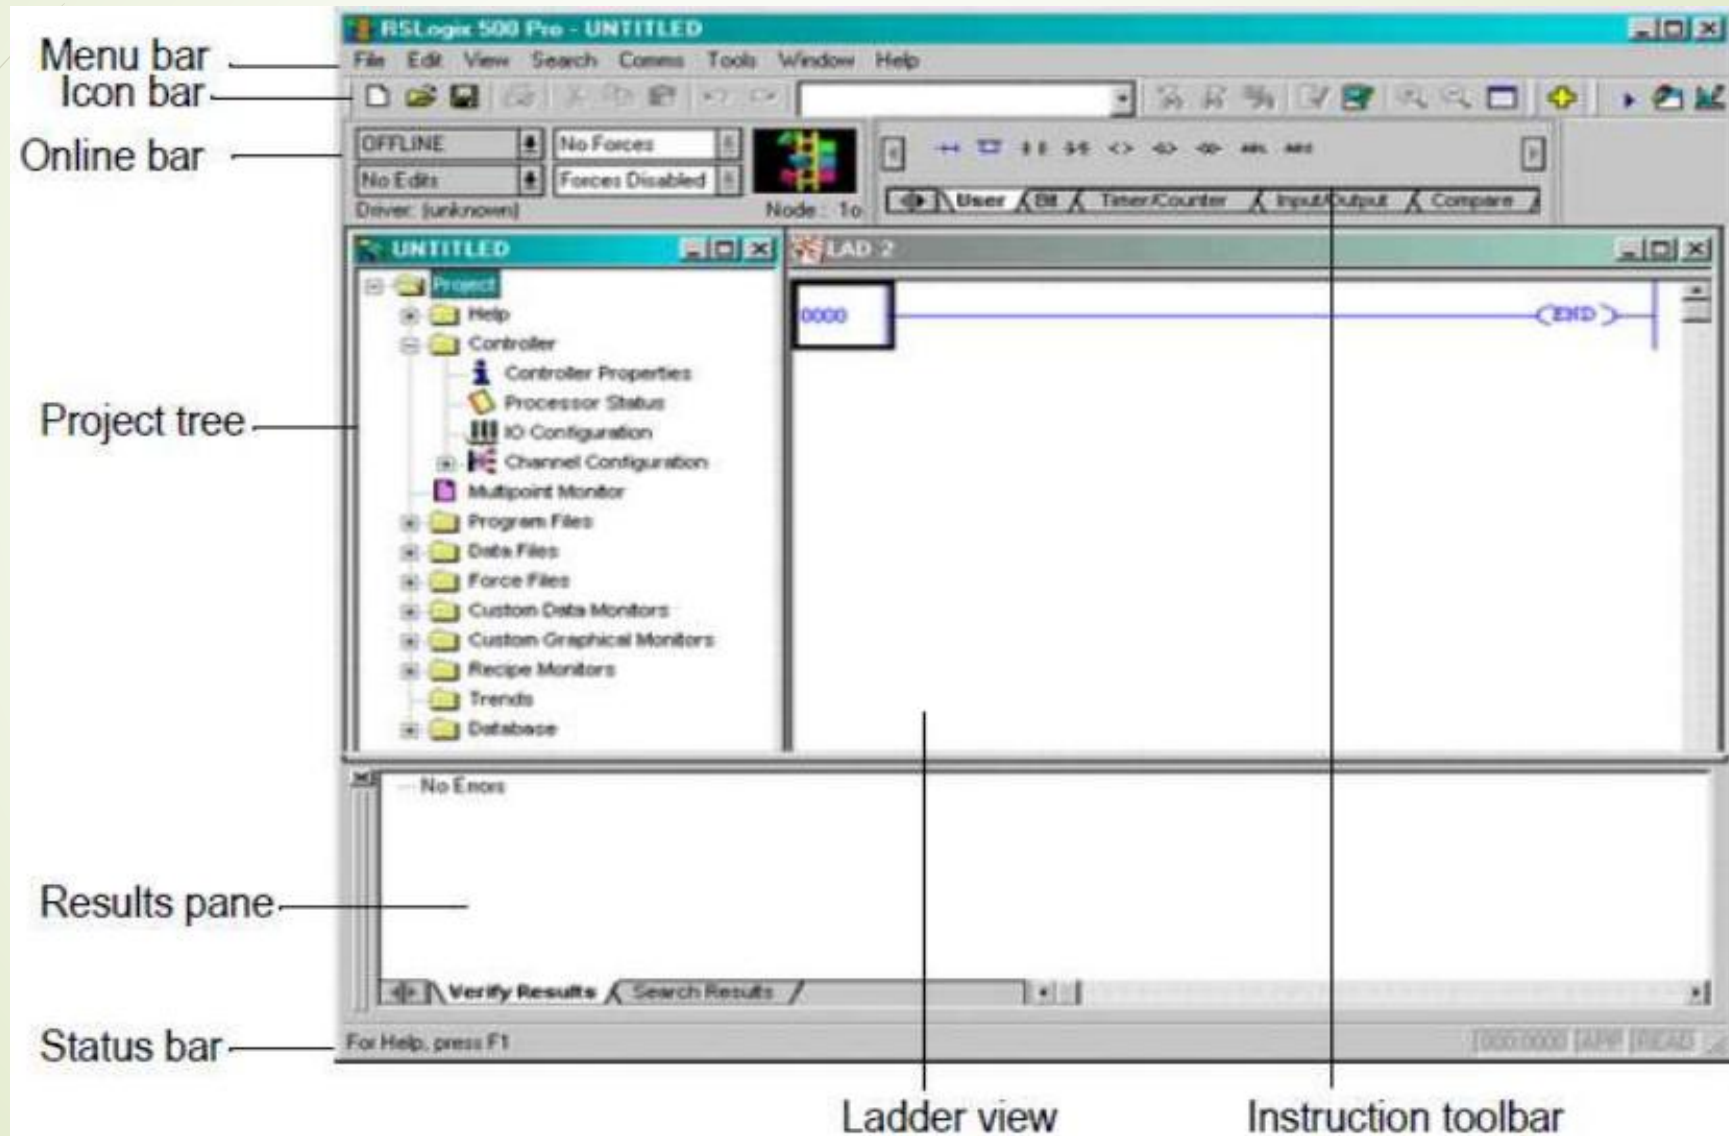 Menu bar
Icon bar
Online bar
Project tree
Results pane
Status bar
RSLogix 500 Pro - UNTITLED
File Edit View Search Comms Tools Window Help
OFFLINE
No Forces
No Edits
Forces Disabled
Driver: (unknown)
Node : 1o
User Bit Timer/Counter Input/Output Compare
UNTITLED
Project
Help
Controller
Controller Properties
Processor Status
IO Configuration
Channel Configuration
Multipoint Monitor
Program Files
Data Files
Force Files
Custom Data Monitors
Custom Graphical Monitors
Recipe Monitors
Trends
Database
LAD 2
0000
END
No Errors
Verify Results Search Results
For Help, press F1
000:0000 APP READ
Ladder view
Instruction toolbar